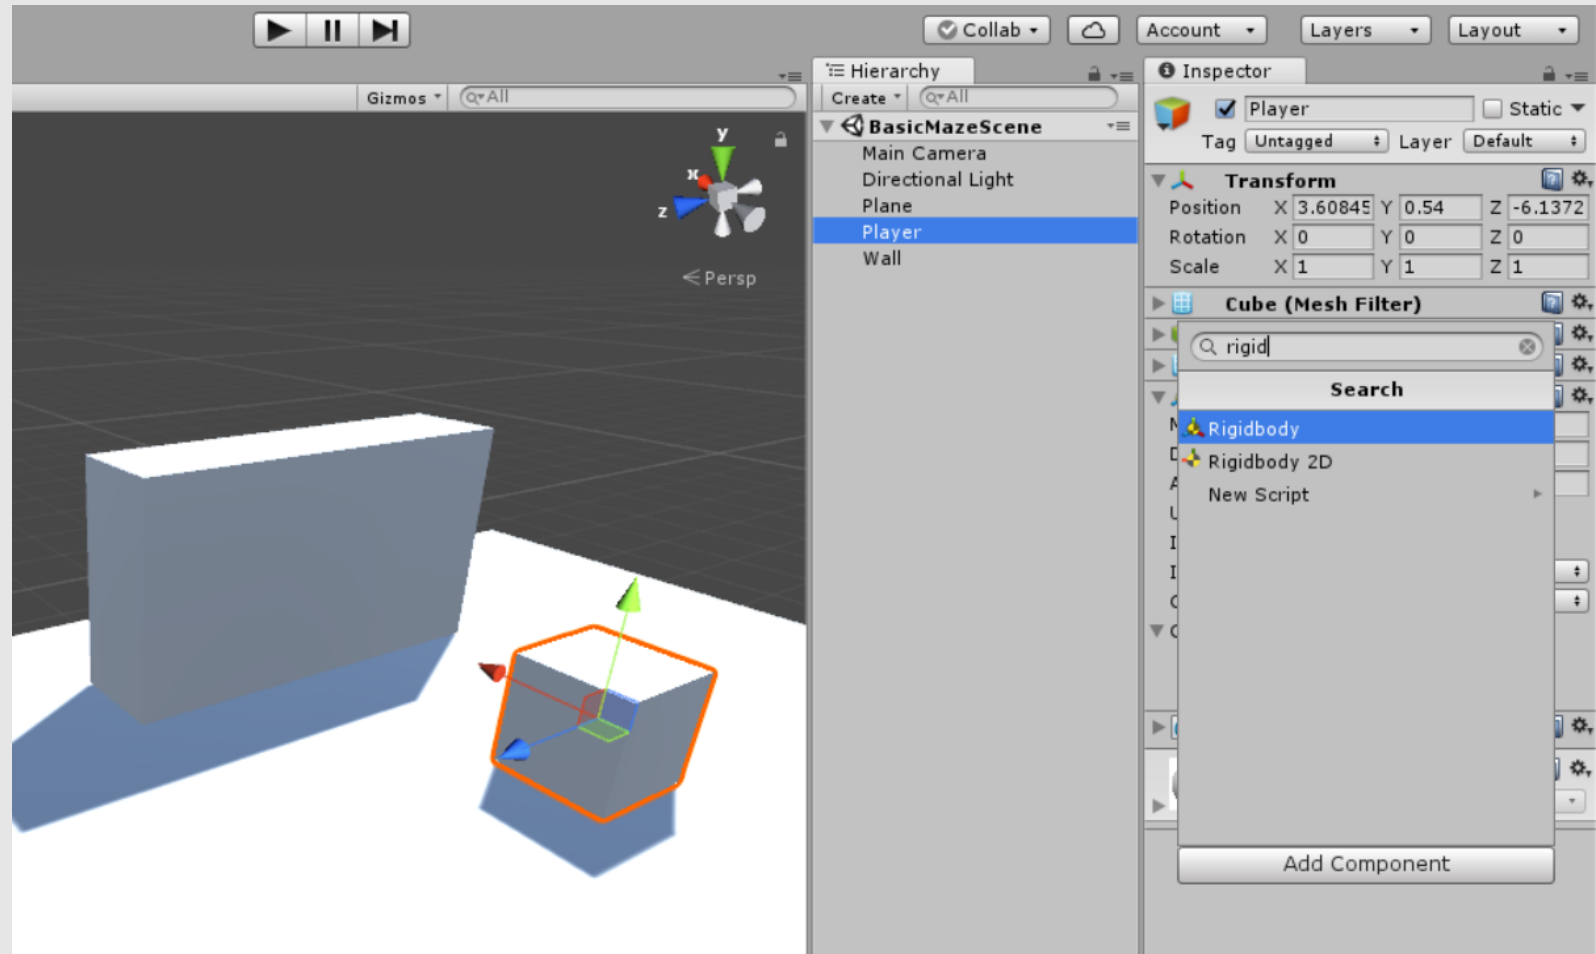 Collab
Account
Layers
Layout
Hierarchy
Inspector
Gizmos
All
Create
All
Player
Static
BasicMazeScene
Tag Untagged Layer Default
Main Camera
Directional Light
Plane
Player
Wall
y
x
z
Persp
Transform
Position X 3.60845 Y 0.54 Z -6.1372
Rotation X 0 Y 0 Z 0
Scale X 1 Y 1 Z 1
Cube (Mesh Filter)
rigid
Search
Rigidbody
Rigidbody 2D
New Script
Add Component